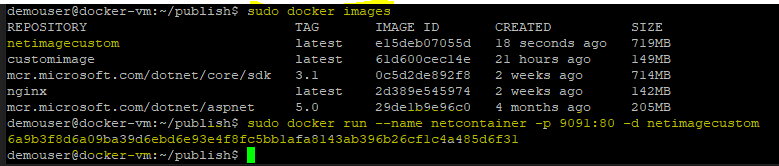 demouser@docker-vm:~/publish$ sudo docker images
REPOSITORY TAG IMAGE ID CREATED SIZE
netimagecustom latest e15deb07055d 18 seconds ago 719MB
customimage latest 61d600cec14e 21 hours ago 149MB
mcr.microsoft.com/dotnet/core/sdk 3.1 0c5d2de892f8 2 weeks ago 714MB
nginx latest 2d389e545974 2 weeks ago 142MB
mcr.microsoft.com/dotnet/aspnet 5.0 29de1b9e96c0 4 months ago 205MB
demouser@docker-vm:~/publish$ sudo docker run --name netcontainer -p 9091:80 -d netimagecustom
6a9b3f8d6a09ba39d6ebd6e93e4f8fc5bb1afa8143ab396b26cf1c4a485d6f31
demouser@docker-vm:~/publish$